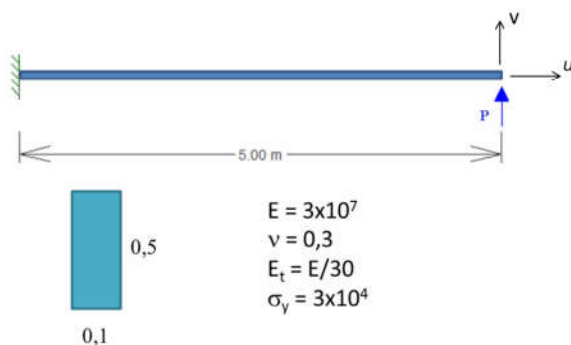 v
u
P
5.00 m
0,5
0,1
E = 3x10⁷
ν = 0,3
Eₜ = E/30
σᵧ = 3x10⁴